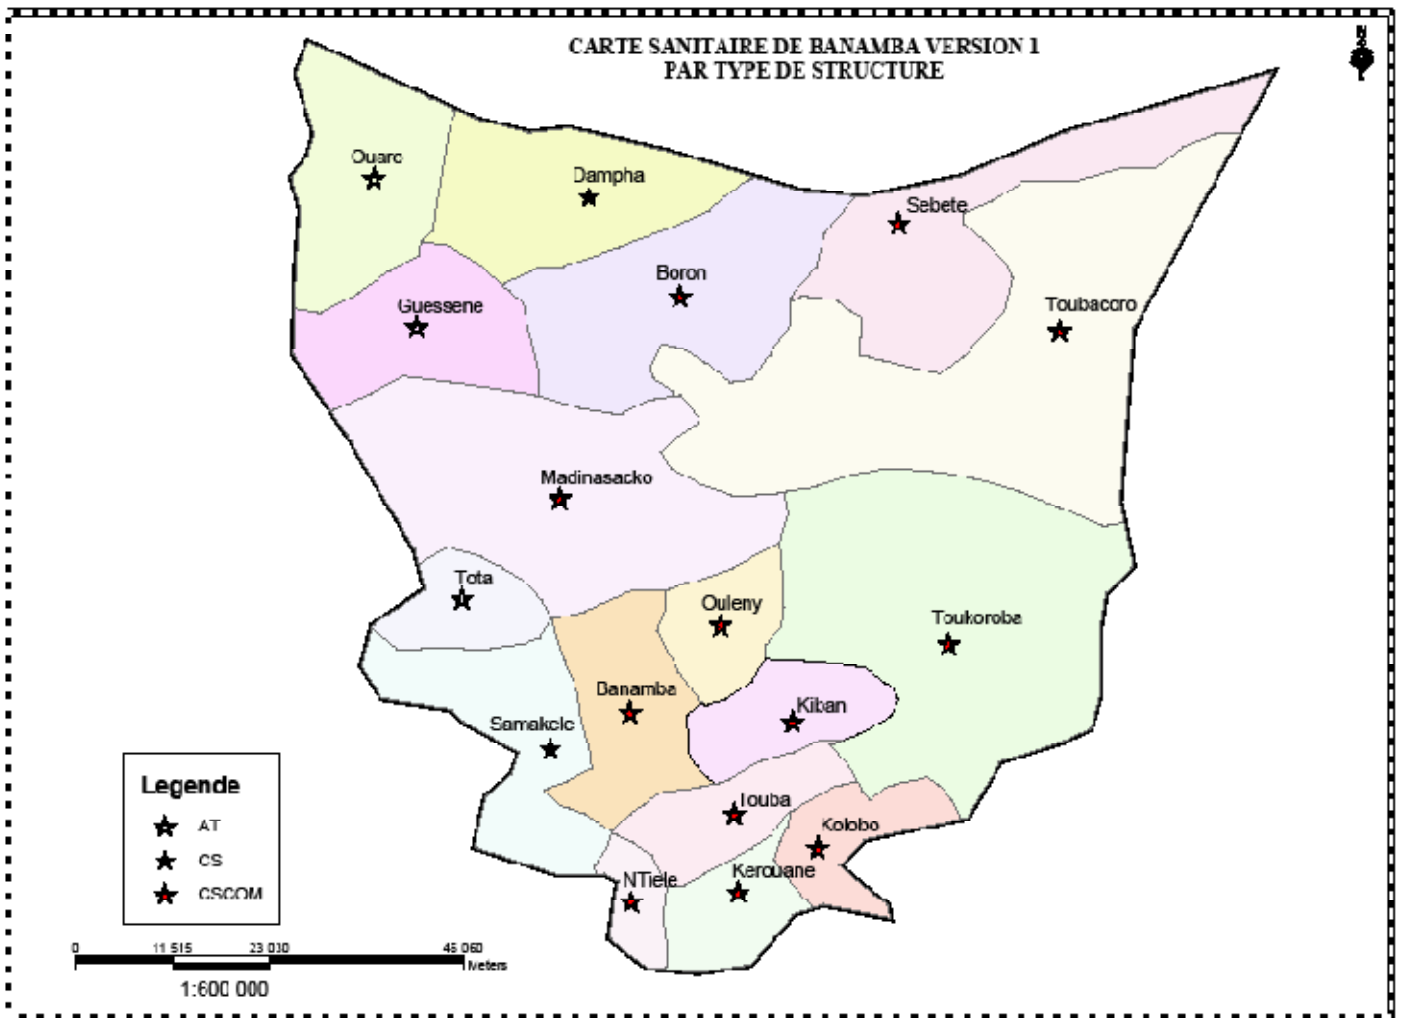 CARTE SANITAIRE DE BANAMBA VERSION 1
PAR TYPE DE STRUCTURE
Ouaro
Dampha
Sebete
Boron
Guessene
Toubacoro
Madinasacko
Tota
Ouleny
Toukoroba
Banamba
Kiban
Samakele
Touba
Kolobo
Kerouane
NTiele
Legende
AT
CS
CSCOM
0 11 515 23 030 46 060
Meters
1:600 000